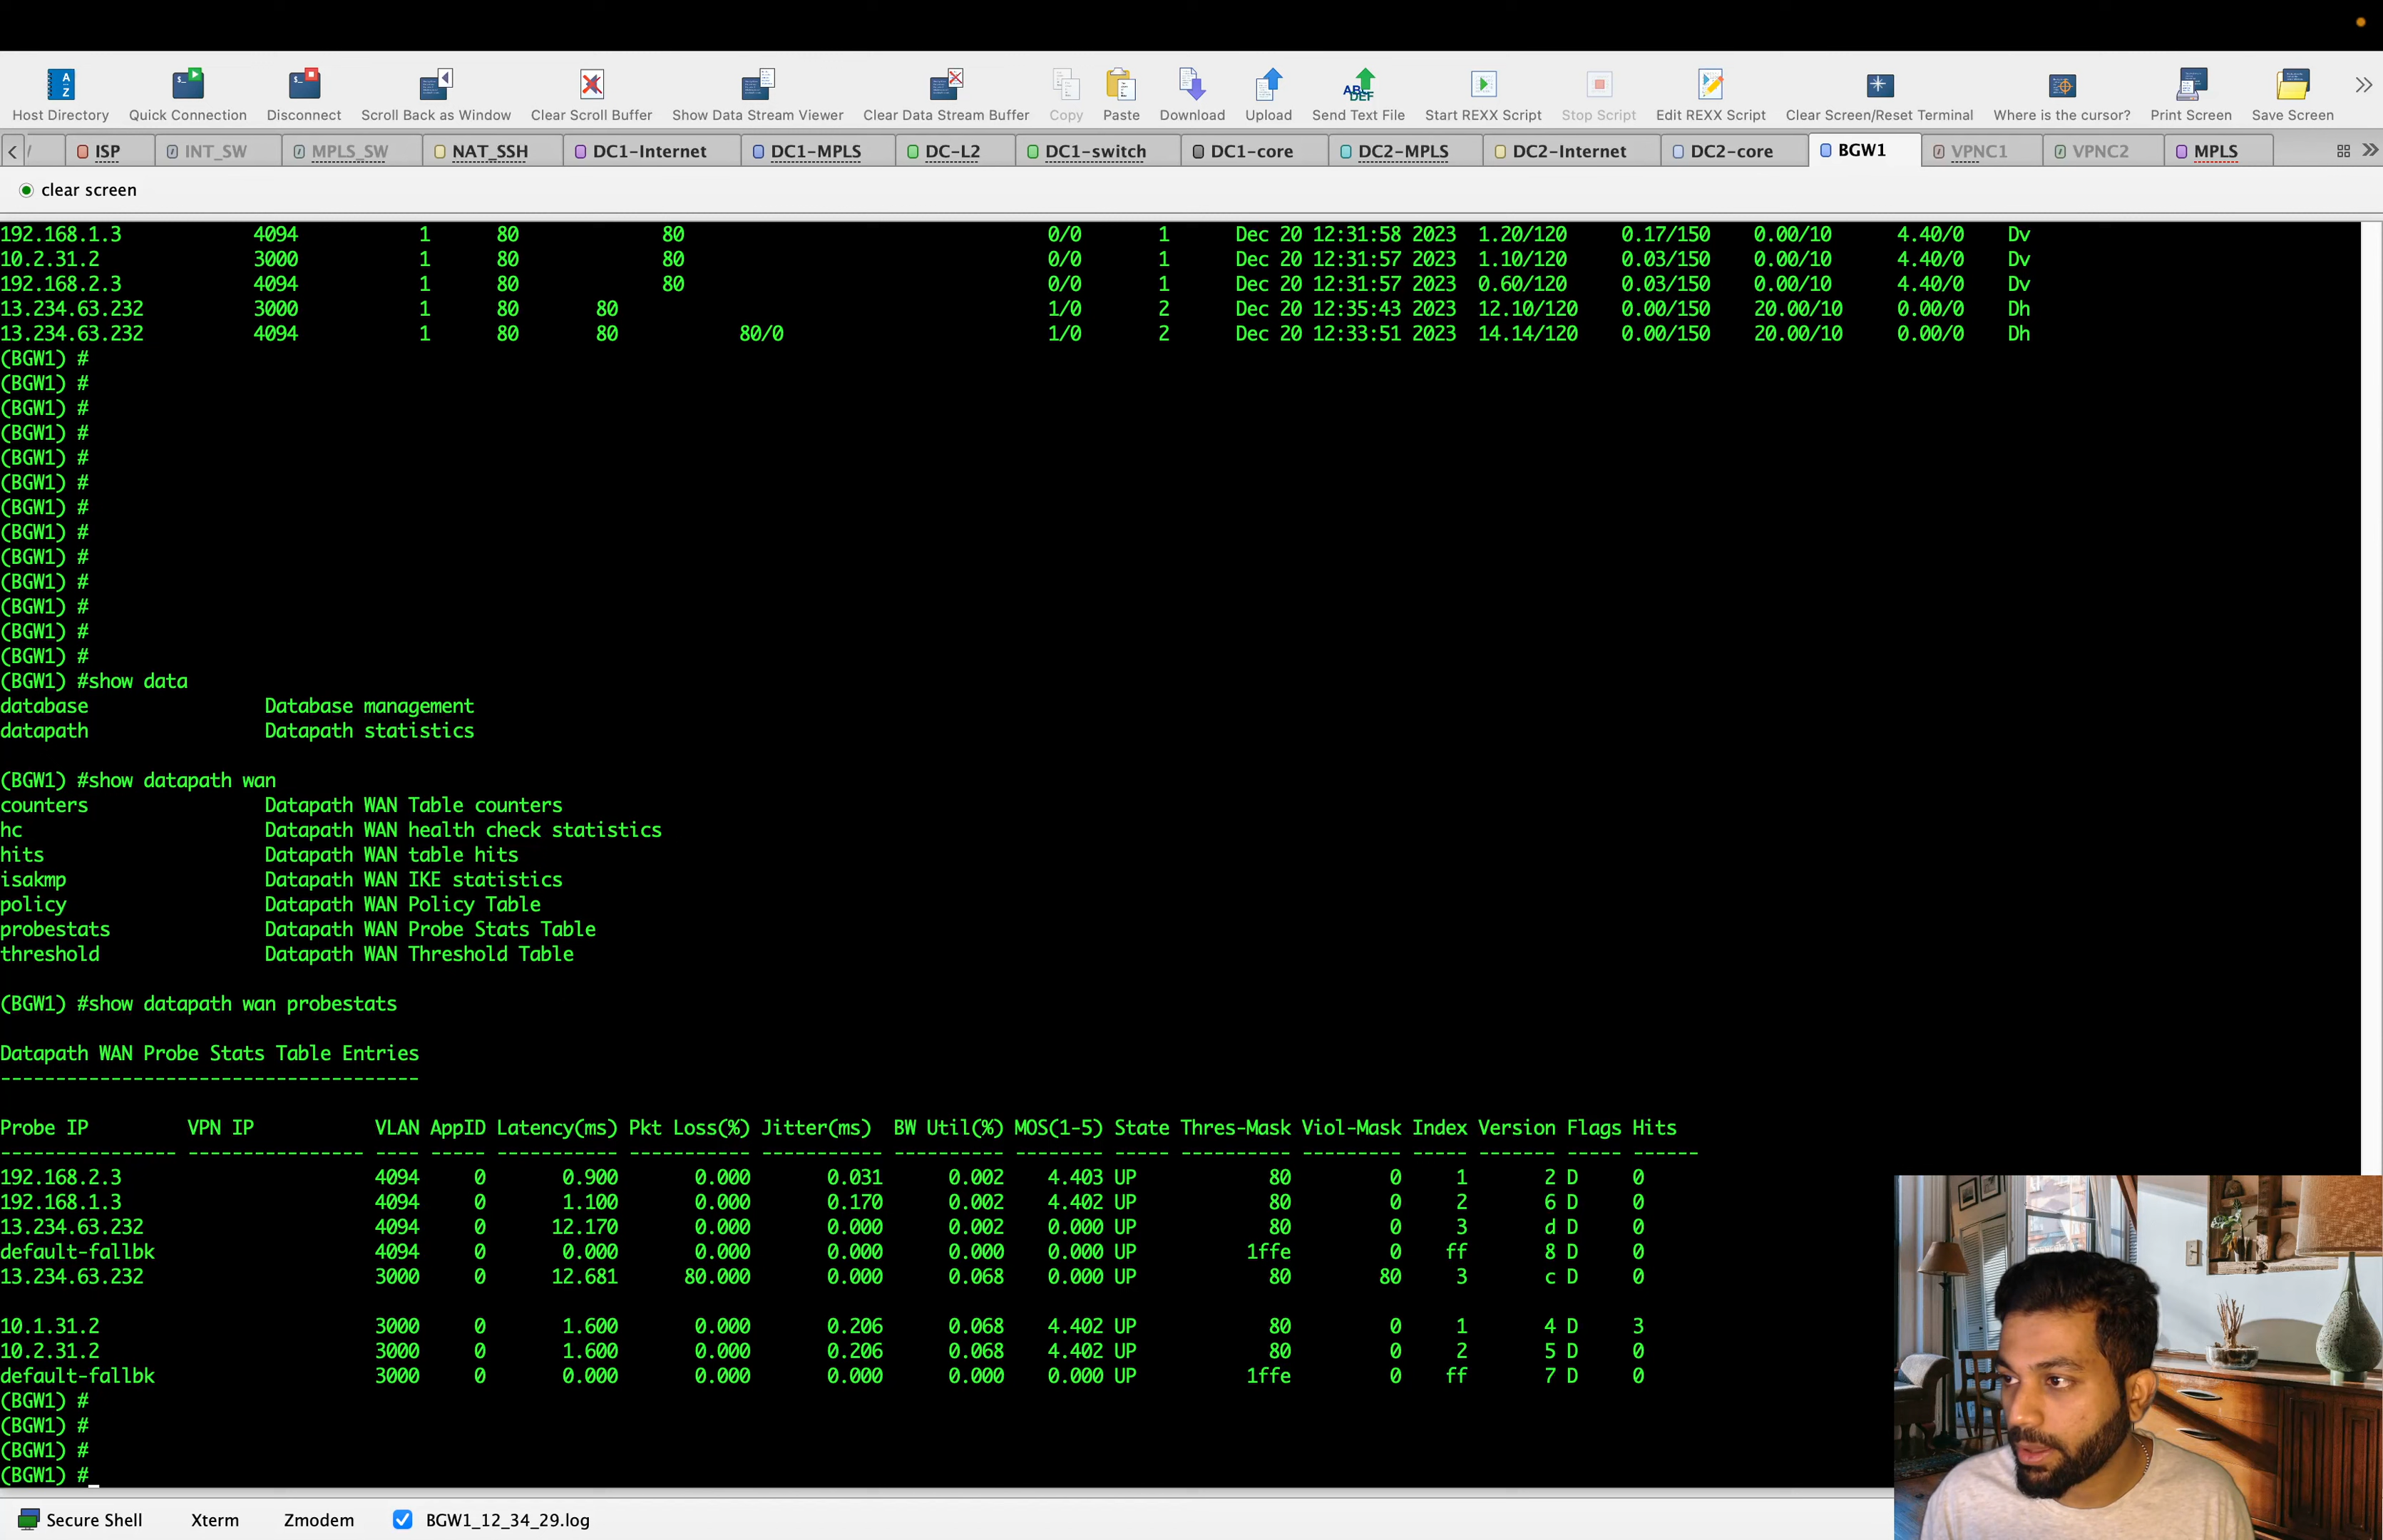 Host Directory Quick Connection Disconnect Scroll Back as Window Clear Scroll Buffer Show Data Stream Viewer Clear Data Stream Buffer Copy Paste Download Upload Send Text File Start REXX Script Stop Script Edit REXX Script Clear Screen/Reset Terminal Where is the cursor? Print Screen Save Screen
ISP INT_SW MPLS_SW NAT_SSH DC1-Internet DC1-MPLS DC-L2 DC1-switch DC1-core DC2-MPLS DC2-Internet DC2-core BGW1 VPNC1 VPNC2 MPLS
clear screen
192.168.1.3 4094 1 80 80 0/0 1 Dec 20 12:31:58 2023 1.20/120 0.17/150 0.00/10 4.40/0 Dv
10.2.31.2 3000 1 80 80 0/0 1 Dec 20 12:31:57 2023 1.10/120 0.03/150 0.00/10 4.40/0 Dv
192.168.2.3 4094 1 80 80 0/0 1 Dec 20 12:31:57 2023 0.60/120 0.03/150 0.00/10 4.40/0 Dv
13.234.63.232 3000 1 80 80 1/0 2 Dec 20 12:35:43 2023 12.10/120 0.00/150 20.00/10 0.00/0 Dh
13.234.63.232 4094 1 80 80 80/0 1/0 2 Dec 20 12:33:51 2023 14.14/120 0.00/150 20.00/10 0.00/0 Dh
(BGW1) #
(BGW1) #
(BGW1) #
(BGW1) #
(BGW1) #
(BGW1) #
(BGW1) #
(BGW1) #
(BGW1) #
(BGW1) #
(BGW1) #
(BGW1) #
(BGW1) #
(BGW1) #show data
database Database management
datapath Datapath statistics
(BGW1) #show datapath wan
counters Datapath WAN Table counters
hc Datapath WAN health check statistics
hits Datapath WAN table hits
isakmp Datapath WAN IKE statistics
policy Datapath WAN Policy Table
probestats Datapath WAN Probe Stats Table
threshold Datapath WAN Threshold Table
(BGW1) #show datapath wan probestats
Datapath WAN Probe Stats Table Entries
--------------------------------------
Probe IP VPN IP VLAN AppID Latency(ms) Pkt Loss(%) Jitter(ms) BW Util(%) MOS(1-5) State Thres-Mask Viol-Mask Index Version Flags Hits
---------------- ---------------- ---- ----- ----------- ----------- ---------- ---------- -------- ----- ---------- --------- ----- ------- ----- ------
192.168.2.3 4094 0 0.900 0.000 0.031 0.002 4.403 UP 80 0 1 2 D 0
192.168.1.3 4094 0 1.100 0.000 0.170 0.002 4.402 UP 80 0 2 6 D 0
13.234.63.232 4094 0 12.170 0.000 0.000 0.002 0.000 UP 80 0 3 d D 0
default-fallbk 4094 0 0.000 0.000 0.000 0.000 0.000 UP 1ffe 0 ff 8 D 0
13.234.63.232 3000 0 12.681 80.000 0.000 0.068 0.000 UP 80 80 3 c D 0
10.1.31.2 3000 0 1.600 0.000 0.206 0.068 4.402 UP 80 0 1 4 D 3
10.2.31.2 3000 0 1.600 0.000 0.206 0.068 4.402 UP 80 0 2 5 D 0
default-fallbk 3000 0 0.000 0.000 0.000 0.000 0.000 UP 1ffe 0 ff 7 D 0
(BGW1) #
(BGW1) #
(BGW1) #
(BGW1) #
Secure Shell Xterm Zmodem BGW1_12_34_29.log